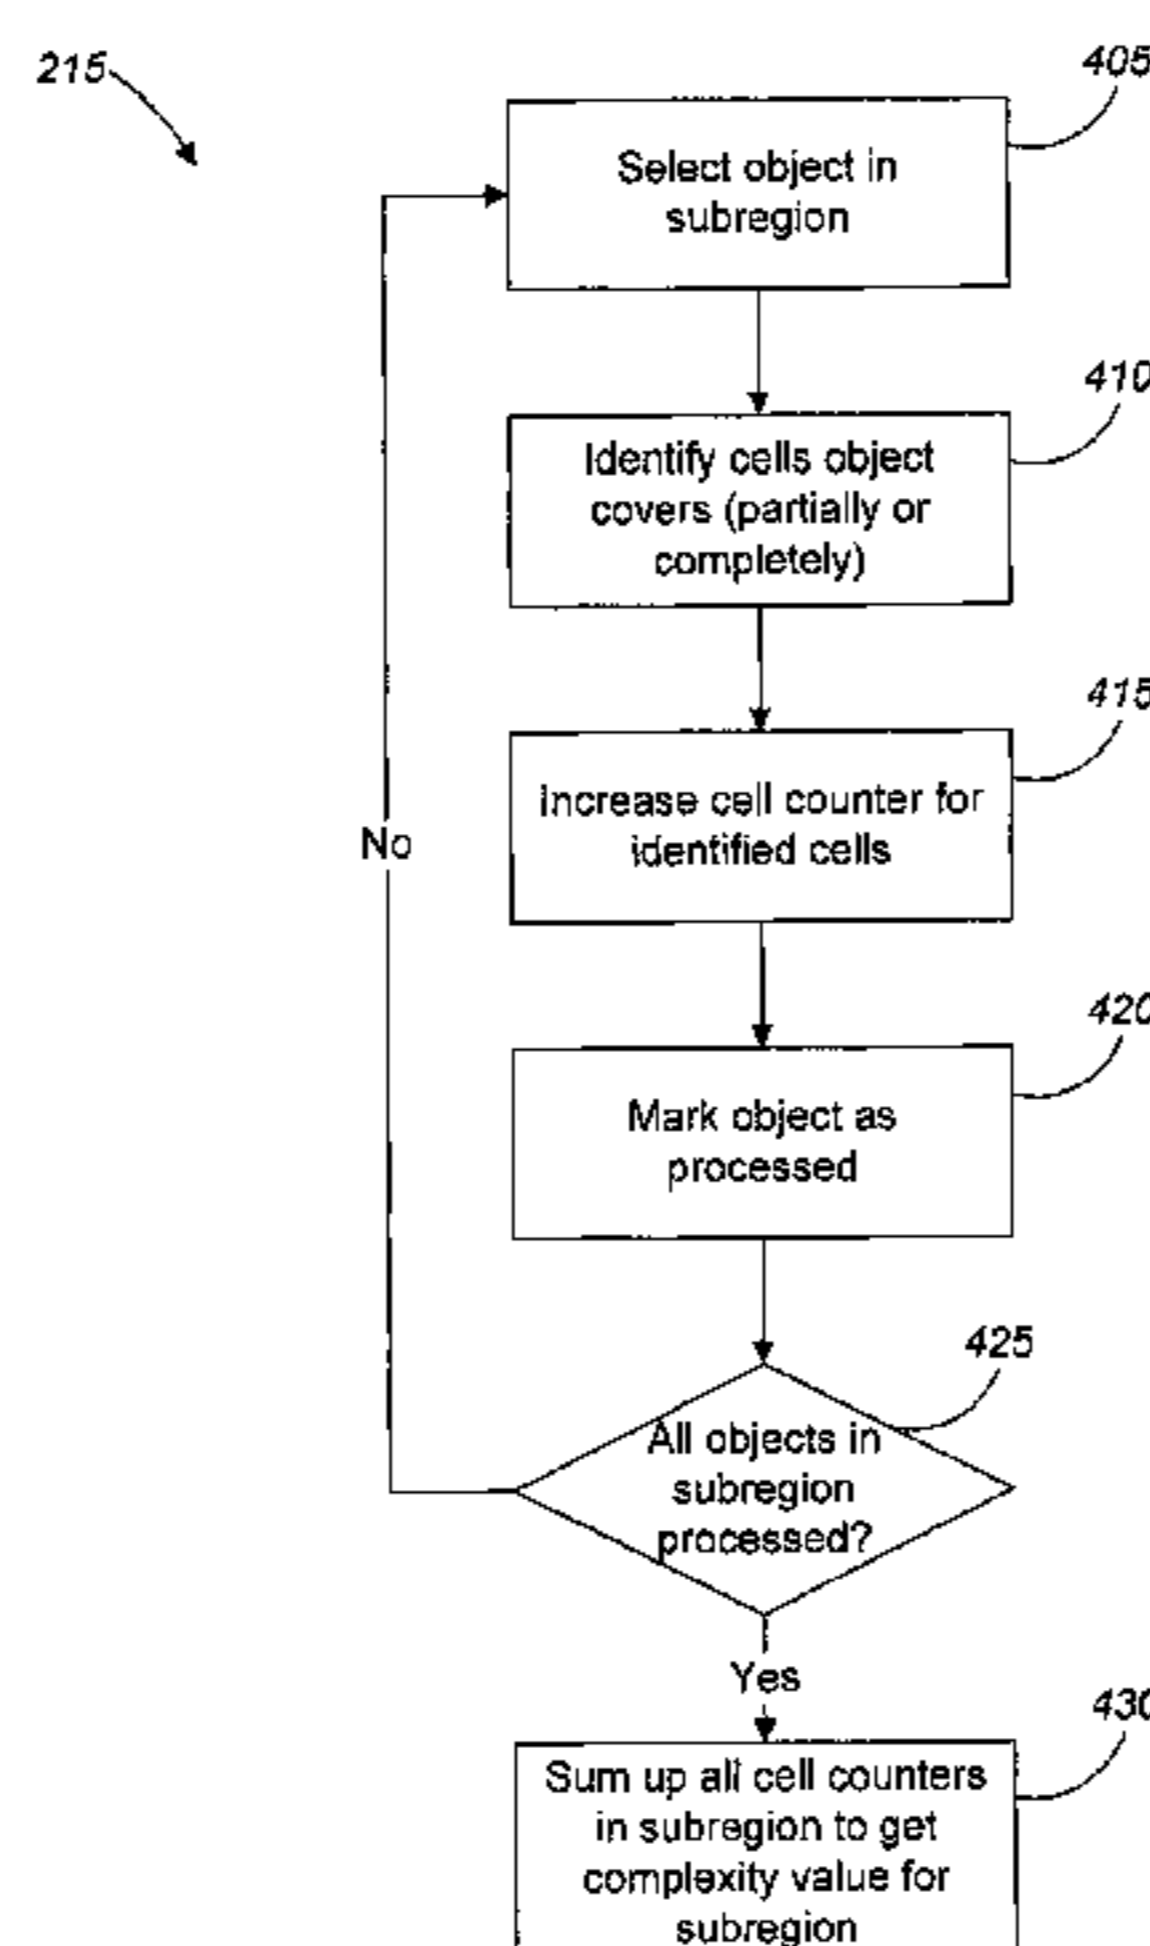 215
405
Select object in
subregion
410
Identify cells object
covers (partially or
completely)
415
Increase cell counter for
identified cells
No
420
Mark object as
processed
425
All objects in
subregion
processed?
Yes
430
Sum up all cell counters
in subregion to get
complexity value for
subregion